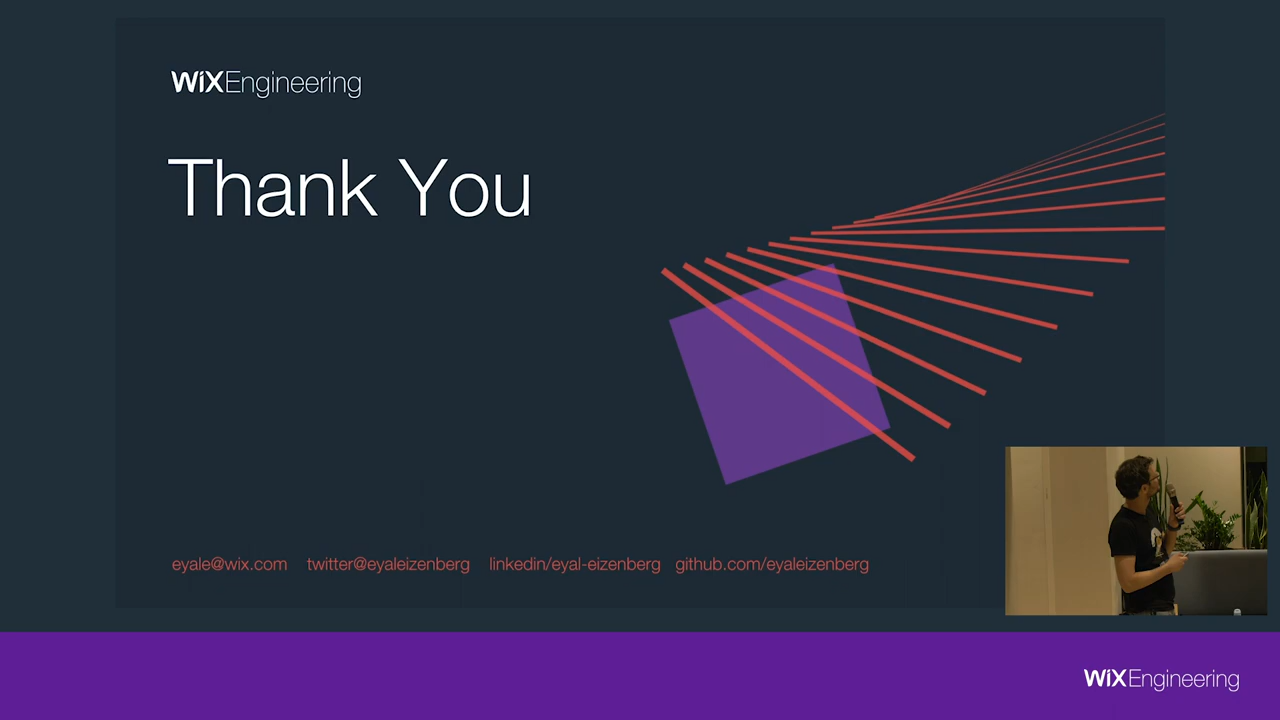 WiXEngineering
Thank You
eyale@wix.com twitter@eyaleizenberg linkedin/eyal-eizenberg github.com/eyaleizenberg
WiXEngineering